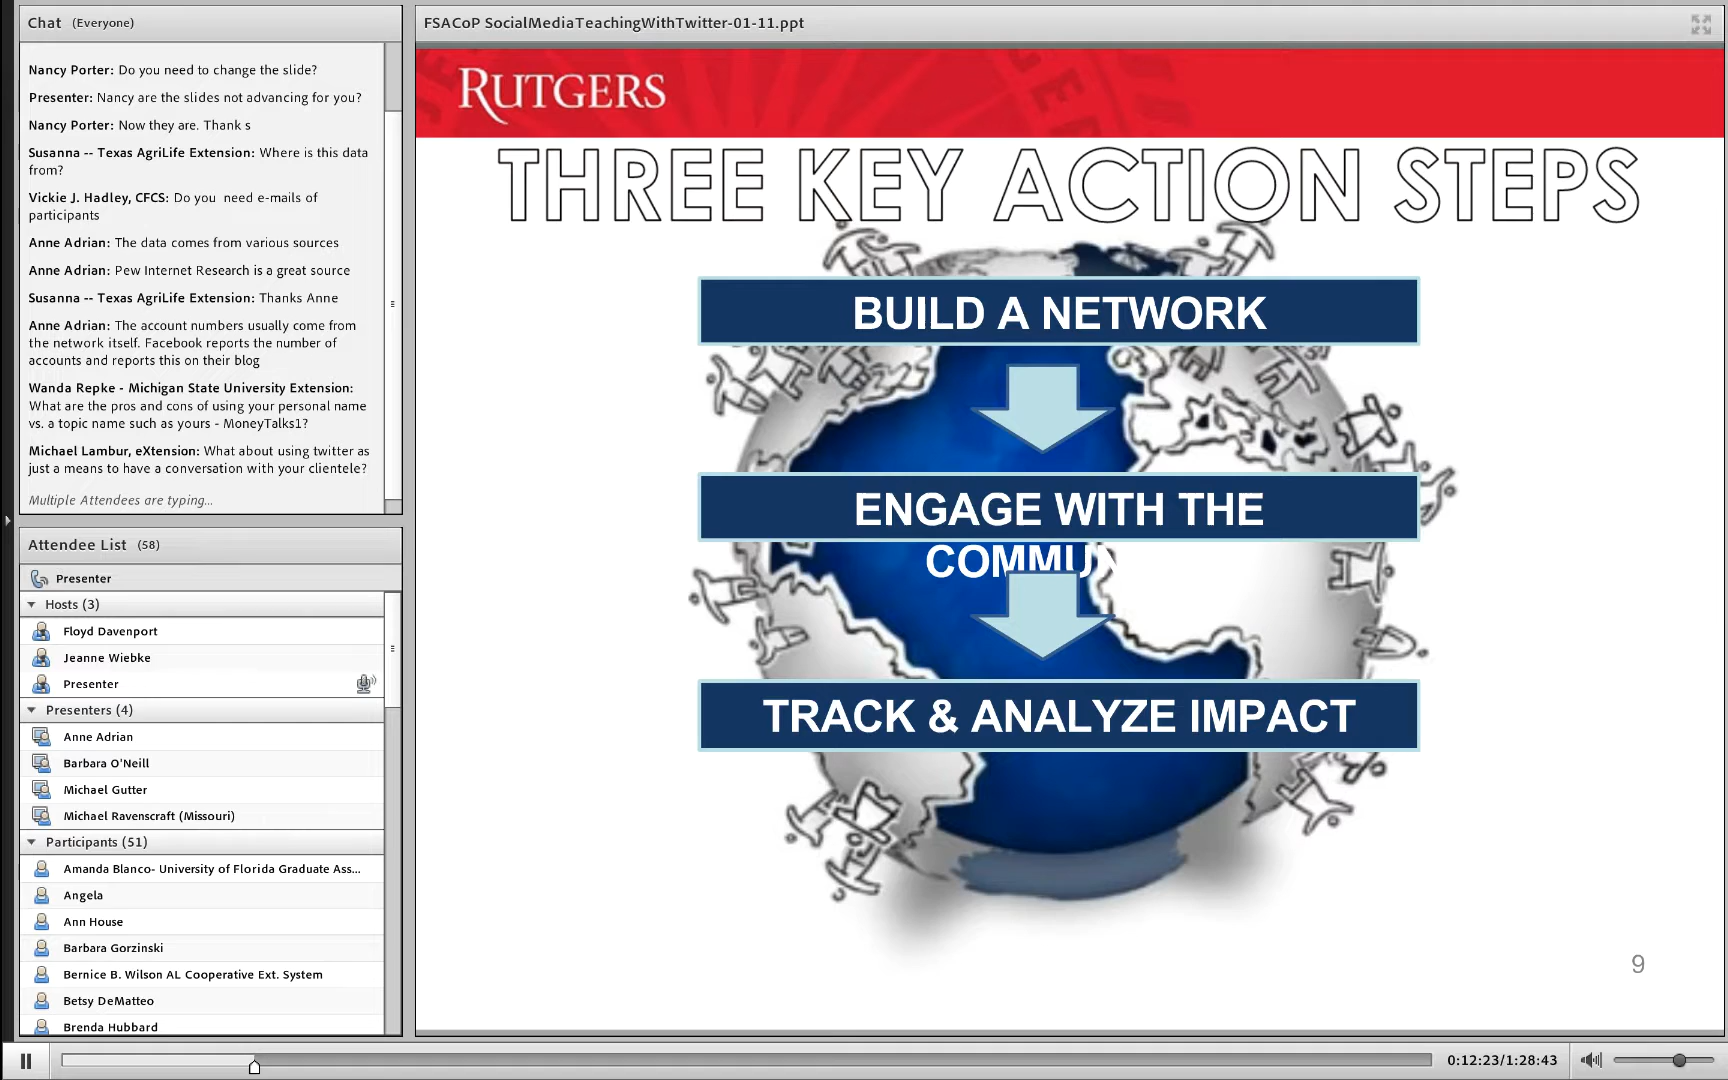 Chat (Everyone)
Nancy Porter: Do you need to change the slide?
Presenter: Nancy are the slides not advancing for you?
Nancy Porter: Now they are. Thank s
Susanna -- Texas AgriLife Extension: Where is this data
from?
Vickie J. Hadley, CFCS: Do you need e-mails of
participants
Anne Adrian: The data comes from various sources
Anne Adrian: Pew Internet Research is a great source
Susanna -- Texas AgriLife Extension: Thanks Anne
Anne Adrian: The account numbers usually come from
the network itself. Facebook reports the number of
accounts and reports this on their blog
Wanda Repke - Michigan State University Extension:
What are the pros and cons of using your personal name
vs. a topic name such as yours - MoneyTalks1?
Michael Lambur, eXtension: What about using twitter as
just a means to have a conversation with your clientele?
Multiple Attendees are typing...
Attendee List (58)
Presenter
Hosts (3)
Floyd Davenport
Jeanne Wiebke
Presenter
Presenters (4)
Anne Adrian
Barbara O'Neill
Michael Gutter
Michael Ravenscraft (Missouri)
Participants (51)
Amanda Blanco- University of Florida Graduate Ass...
Angela
Ann House
Barbara Gorzinski
Bernice B. Wilson AL Cooperative Ext. System
Betsy DeMatteo
Brenda Hubbard
FSACoP SocialMediaTeachingWithTwitter-01-11.ppt
RUTGERS
THREE KEY ACTION STEPS
BUILD A NETWORK
ENGAGE WITH THE
COMMUN
TRACK & ANALYZE IMPACT
9
0:12:23/1:28:43